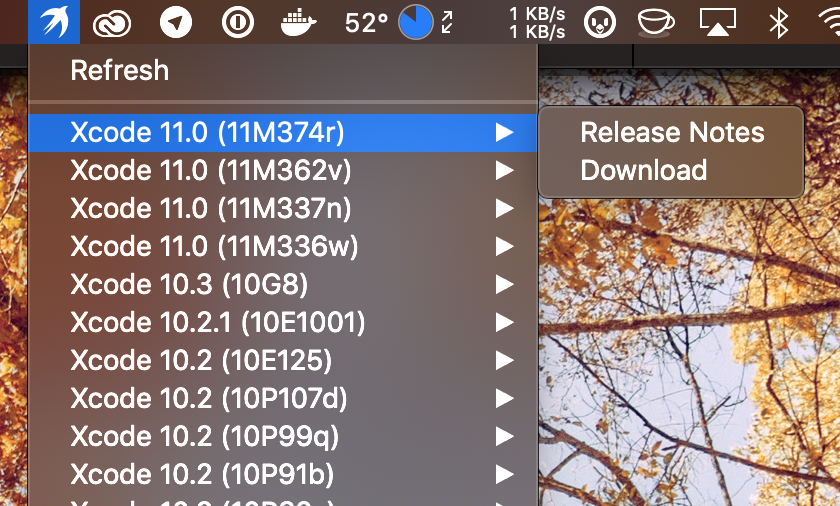 52°
1 KB/s
1 KB/s
Refresh
Xcode 11.0 (11M374r)
Release Notes
Download
Xcode 11.0 (11M362v)
Xcode 11.0 (11M337n)
Xcode 11.0 (11M336w)
Xcode 10.3 (10G8)
Xcode 10.2.1 (10E1001)
Xcode 10.2 (10E125)
Xcode 10.2 (10P107d)
Xcode 10.2 (10P99q)
Xcode 10.2 (10P91b)